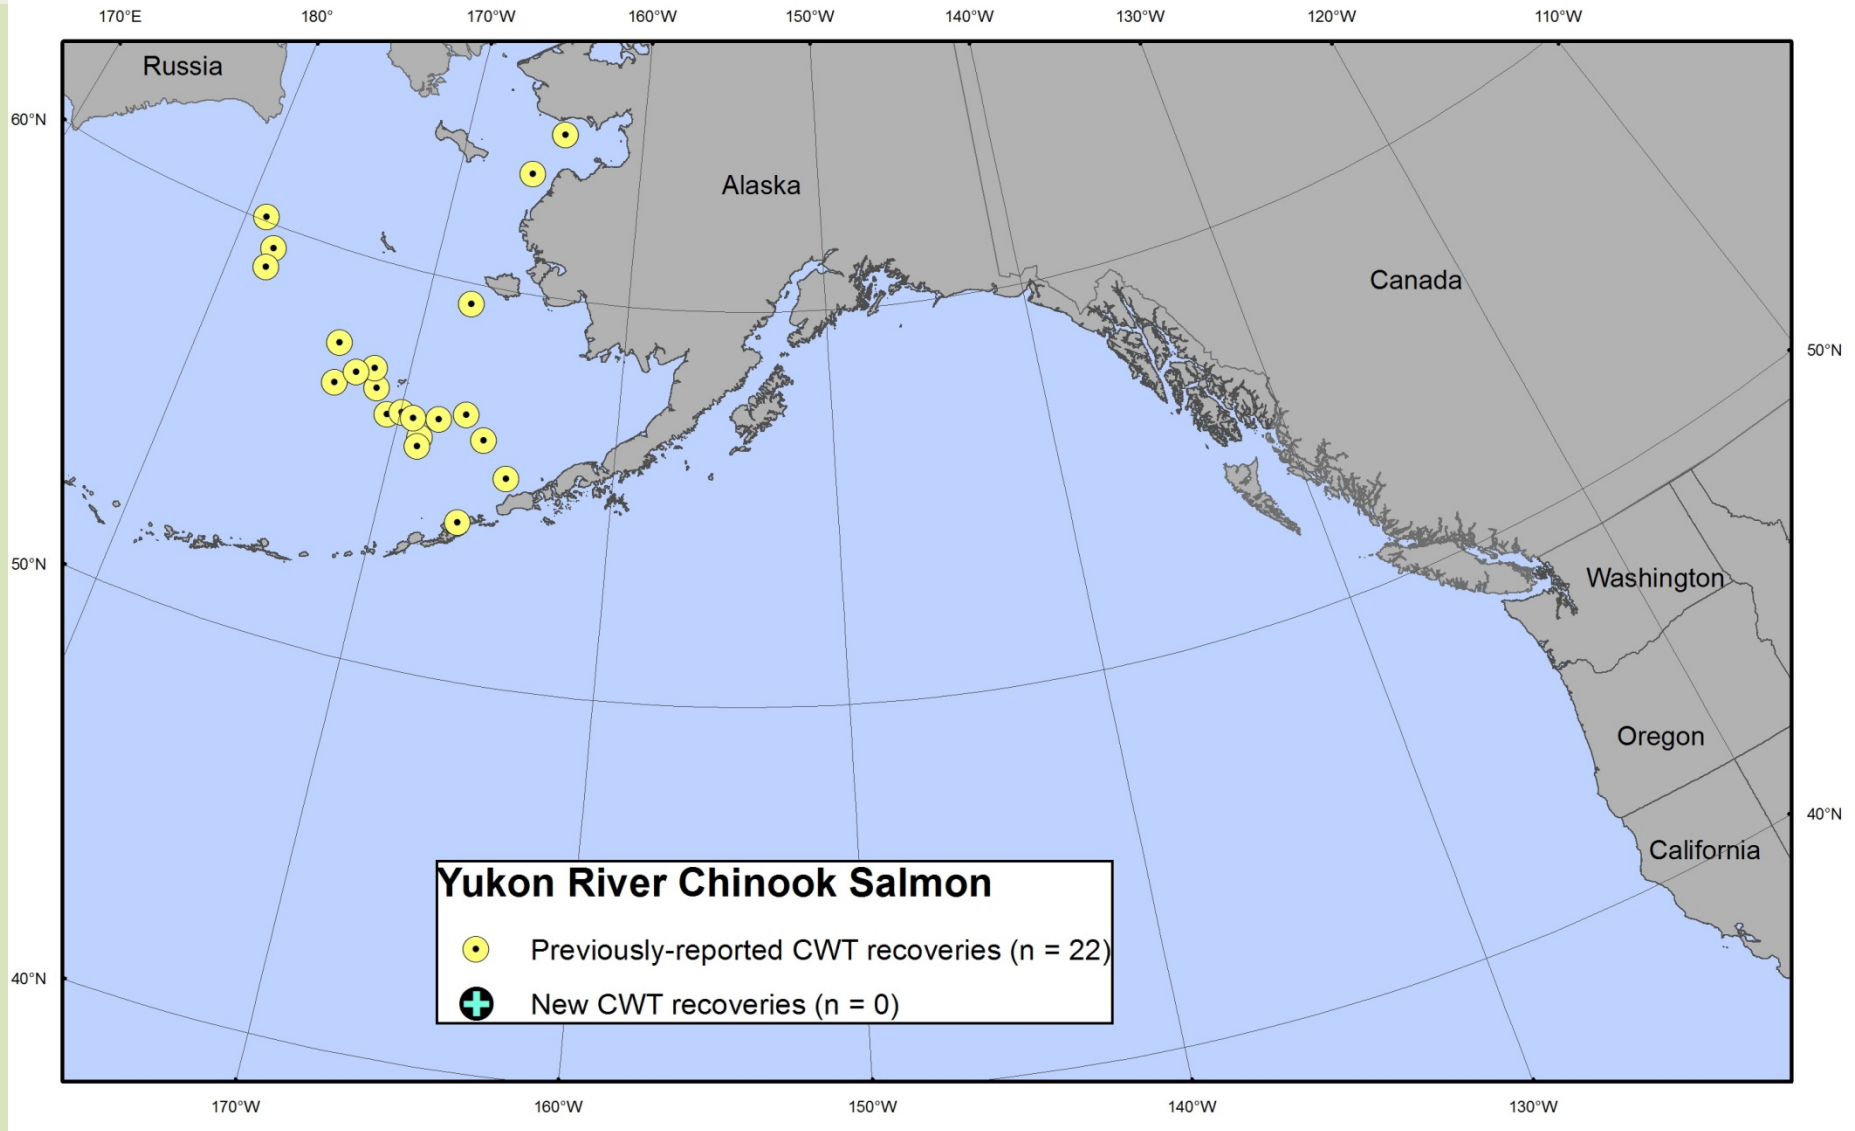 170°E 180° 170°W 160°W 150°W 140°W 130°W 120°W 110°W
Russia
60°N
Alaska
Canada
50°N
50°N
Washington
Oregon
40°N
California
Yukon River Chinook Salmon
Previously-reported CWT recoveries (n = 22)
40°N
New CWT recoveries (n = 0)
170°W 160°W 150°W 140°W 130°W